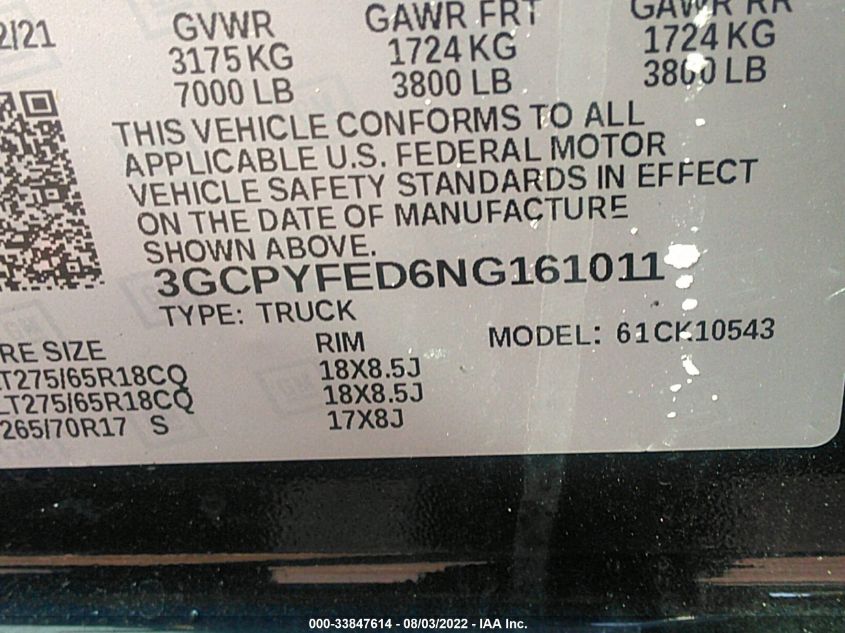 2/21 GVWR GAWR FRT GAWR RR
3175 KG 1724 KG 1724 KG
7000 LB 3800 LB 3800 LB
THIS VEHICLE CONFORMS TO ALL
APPLICABLE U.S. FEDERAL MOTOR
VEHICLE SAFETY STANDARDS IN EFFECT
ON THE DATE OF MANUFACTURE
SHOWN ABOVE.
3GCPYFED6NG161011
TYPE: TRUCK MODEL: 61CK10543
RE SIZE RIM
LT275/65R18CQ 18X8.5J
LT275/65R18CQ 18X8.5J
265/70R17 S 17X8J
000-33847614 - 08/03/2022 - IAA Inc.